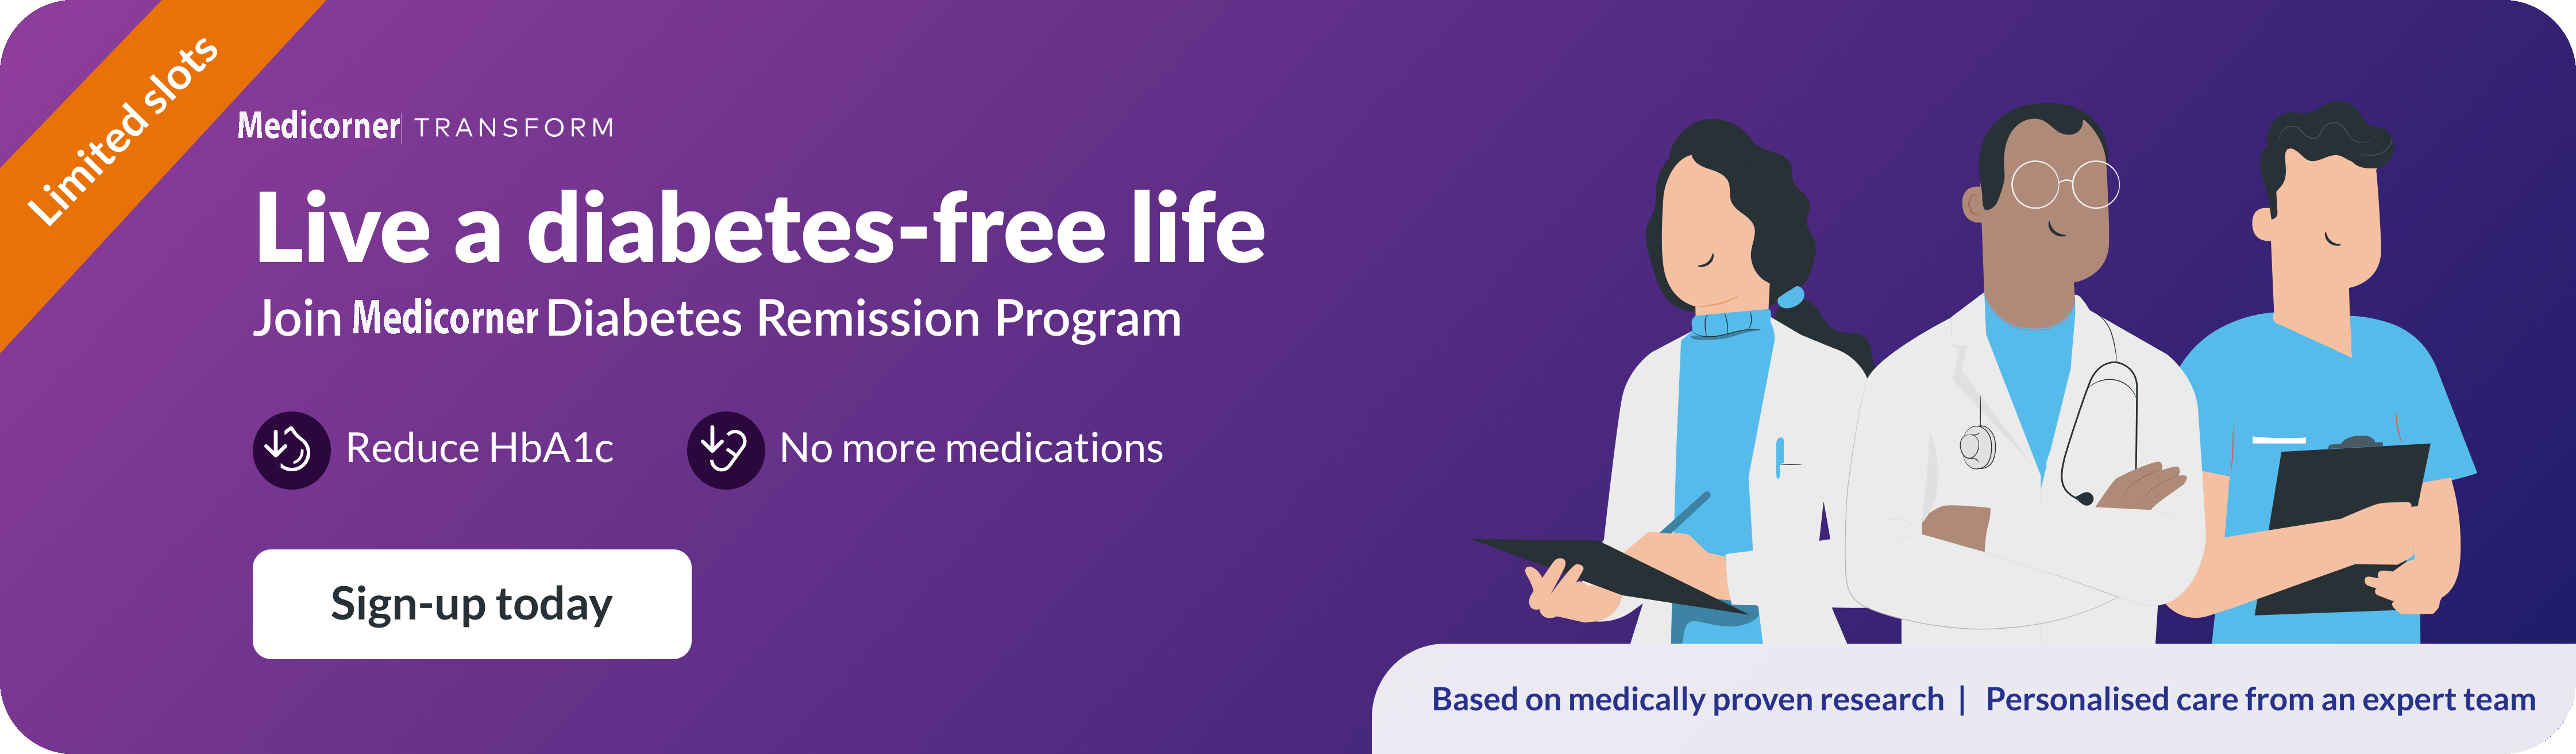 Limited slots
Medicorner | TRANSFORM
Live a diabetes-free life
Join Medicorner Diabetes Remission Program
Reduce HbA1c
No more medications
Sign-up today
Based on medically proven research | Personalised care from an expert team